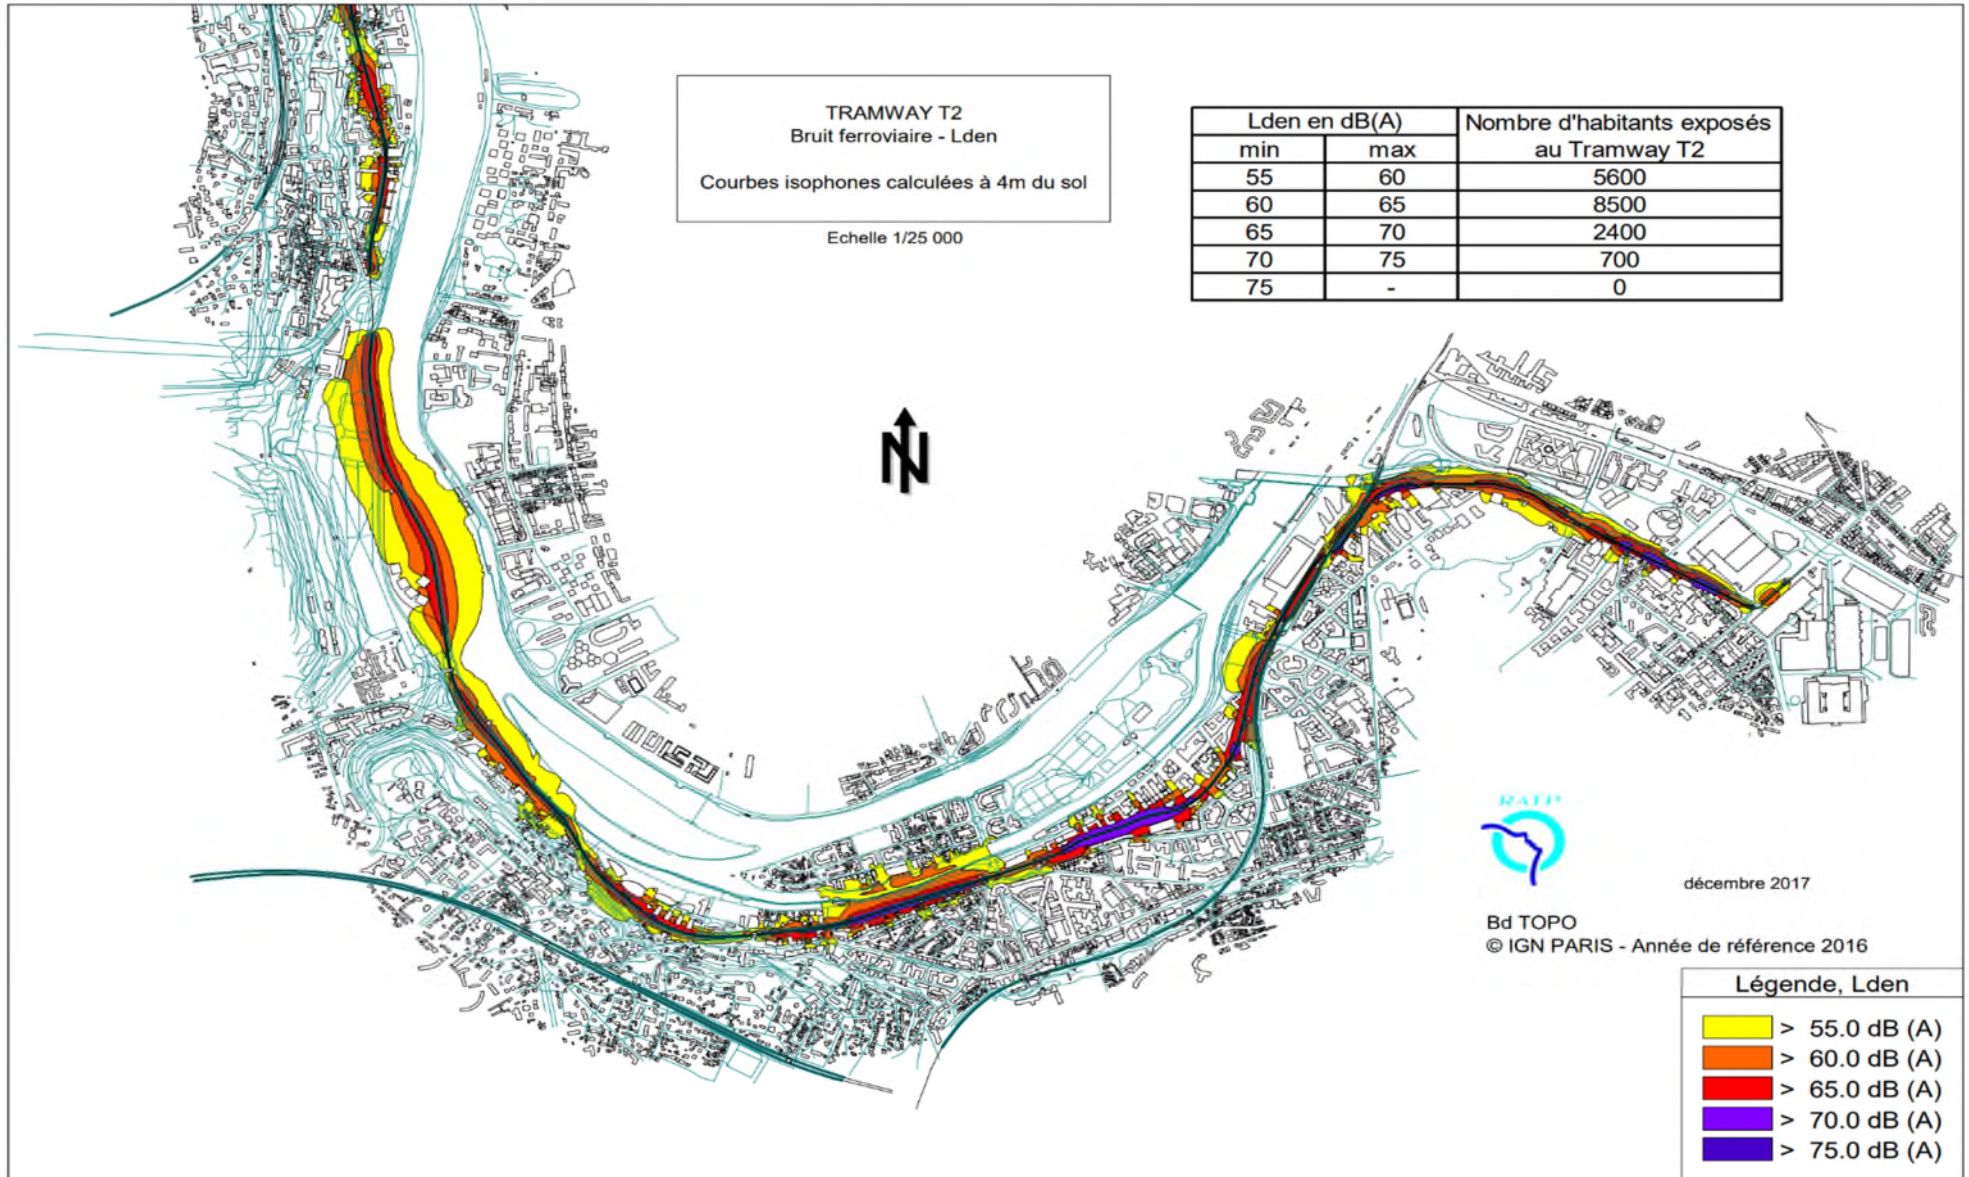 TRAMWAY T2
Bruit ferroviaire - Lden
Courbes isophones calculées à 4m du sol
Echelle 1/25 000
Lden en dB(A) Nombre d'habitants exposés au Tramway T2
min max
55 60 5600
60 65 8500
65 70 2400
70 75 700
75 - 0
N
RATP
décembre 2017
Bd TOPO
© IGN PARIS - Année de référence 2016
Légende, Lden
> 55.0 dB (A)
> 60.0 dB (A)
> 65.0 dB (A)
> 70.0 dB (A)
> 75.0 dB (A)